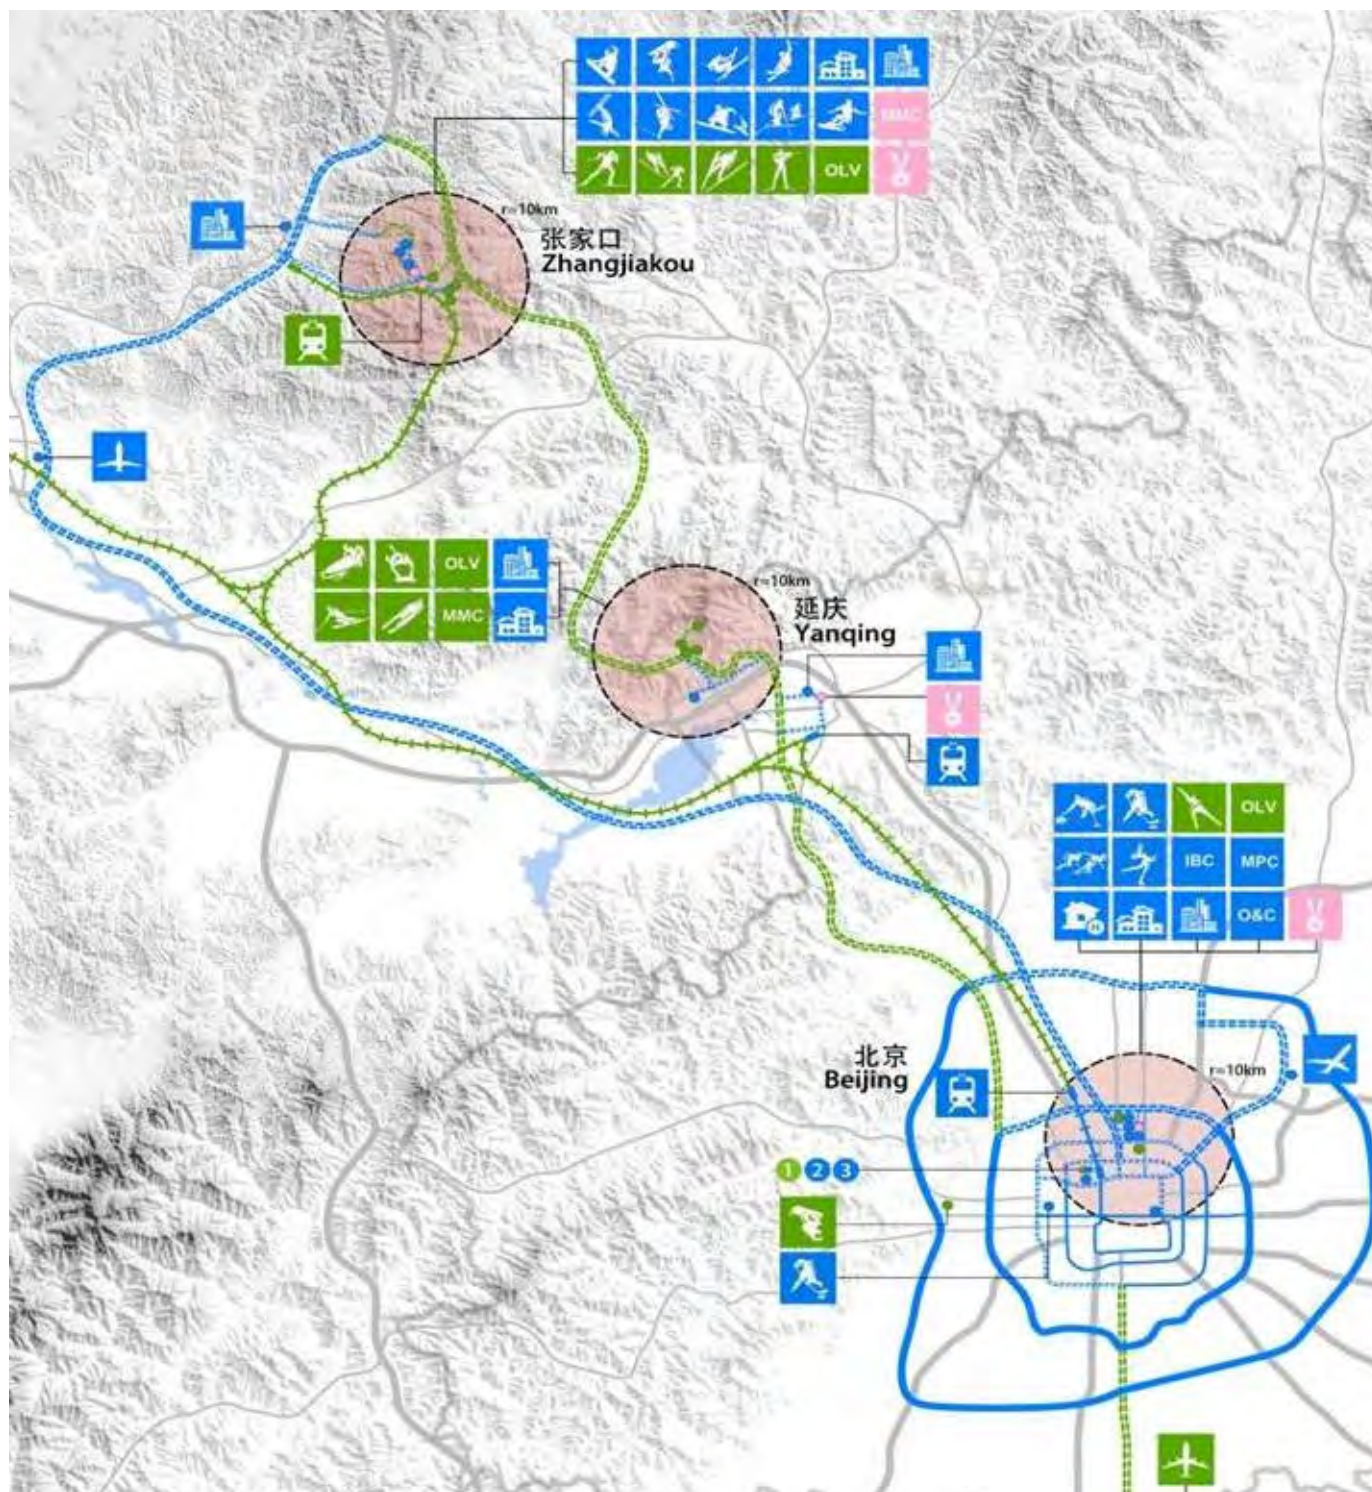 MMC
OLV
r=10km
张家口
Zhangjiakou
OLV
MMC
r=10km
延庆
Yanqing
OLV
IBC MPC
O&C
北京
Beijing
r=10km
1 2 3